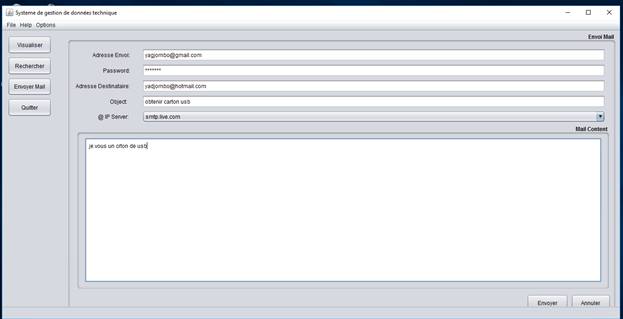 Systeme de gestion de données technique
File Help Options
Envoi Mail
Visualiser
Rechercher
Envoyer Mail
Quitter
Adresse Envoi: yagjombo@gmail.com
Password: *******
Adresse Destinataire: yadjombo@hotmail.com
Object: obtenir carton usb
@ IP Server: smtp.live.com
Mail Content
je vous un crton de usb
Envoyer Annuler